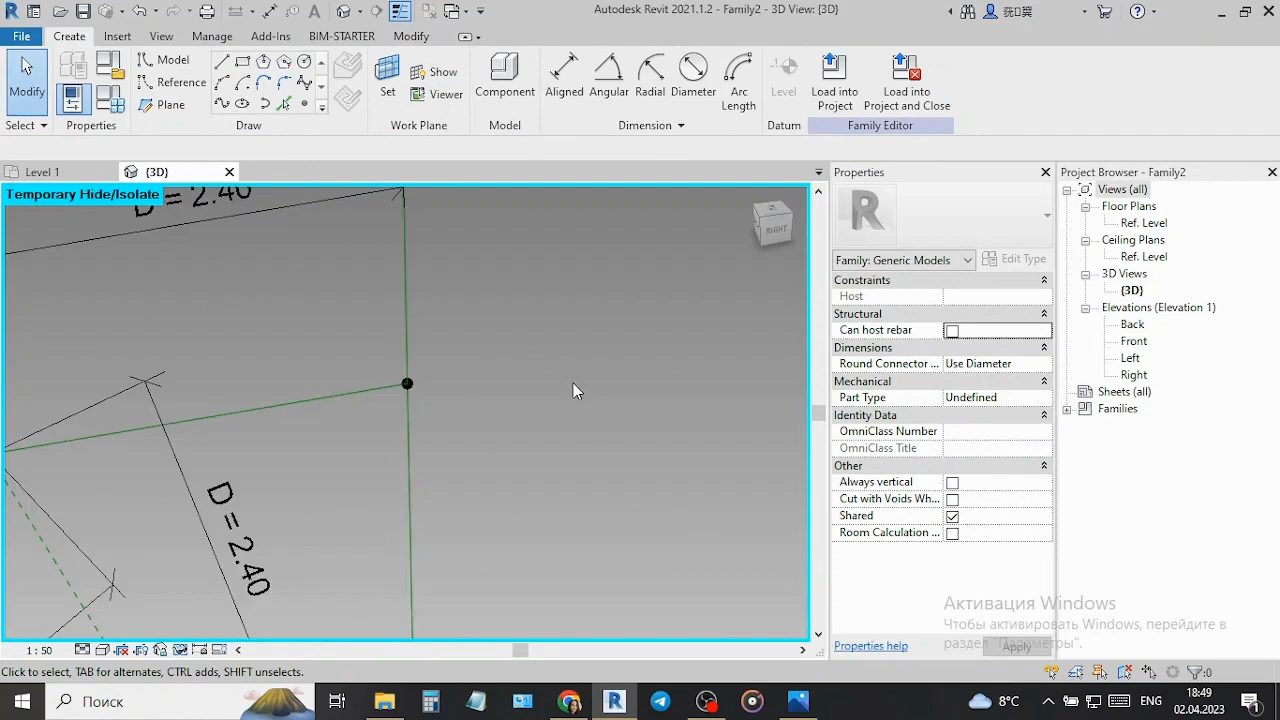 Autodesk Revit 2021.1.2 - Family2 - 3D View: {3D}
File Create Insert View Manage Add-Ins BIM-STARTER Modify
Modify
Select
Properties
Model
Reference
Plane
Draw
Set
Show
Viewer
Work Plane
Component
Model
Aligned
Angular
Radial
Diameter
Arc
Length
Dimension
Level
Datum
Load into
Project
Load into
Project and Close
Family Editor
Level 1
{3D}
Temporary Hide/Isolate
D = 2.40
D = 2.40
RIGHT
1 : 50
Properties
Family: Generic Models
Edit Type
Constraints
Host
Structural
Can host rebar
Dimensions
Round Connector ... Use Diameter
Mechanical
Part Type Undefined
Identity Data
OmniClass Number
OmniClass Title
Other
Always vertical
Cut with Voids Wh...
Shared
Room Calculation ...
Properties help
Apply
Project Browser - Family2
Views (all)
Floor Plans
Ref. Level
Ceiling Plans
Ref. Level
3D Views
{3D}
Elevations (Elevation 1)
Back
Front
Left
Right
Sheets (all)
Families
Активация Windows
Чтобы активировать Windows, перейдите в
раздел "Параметры".
Click to select, TAB for alternates, CTRL adds, SHIFT unselects.
:0
Поиск
8°C
ENG
18:49
02.04.2023
1